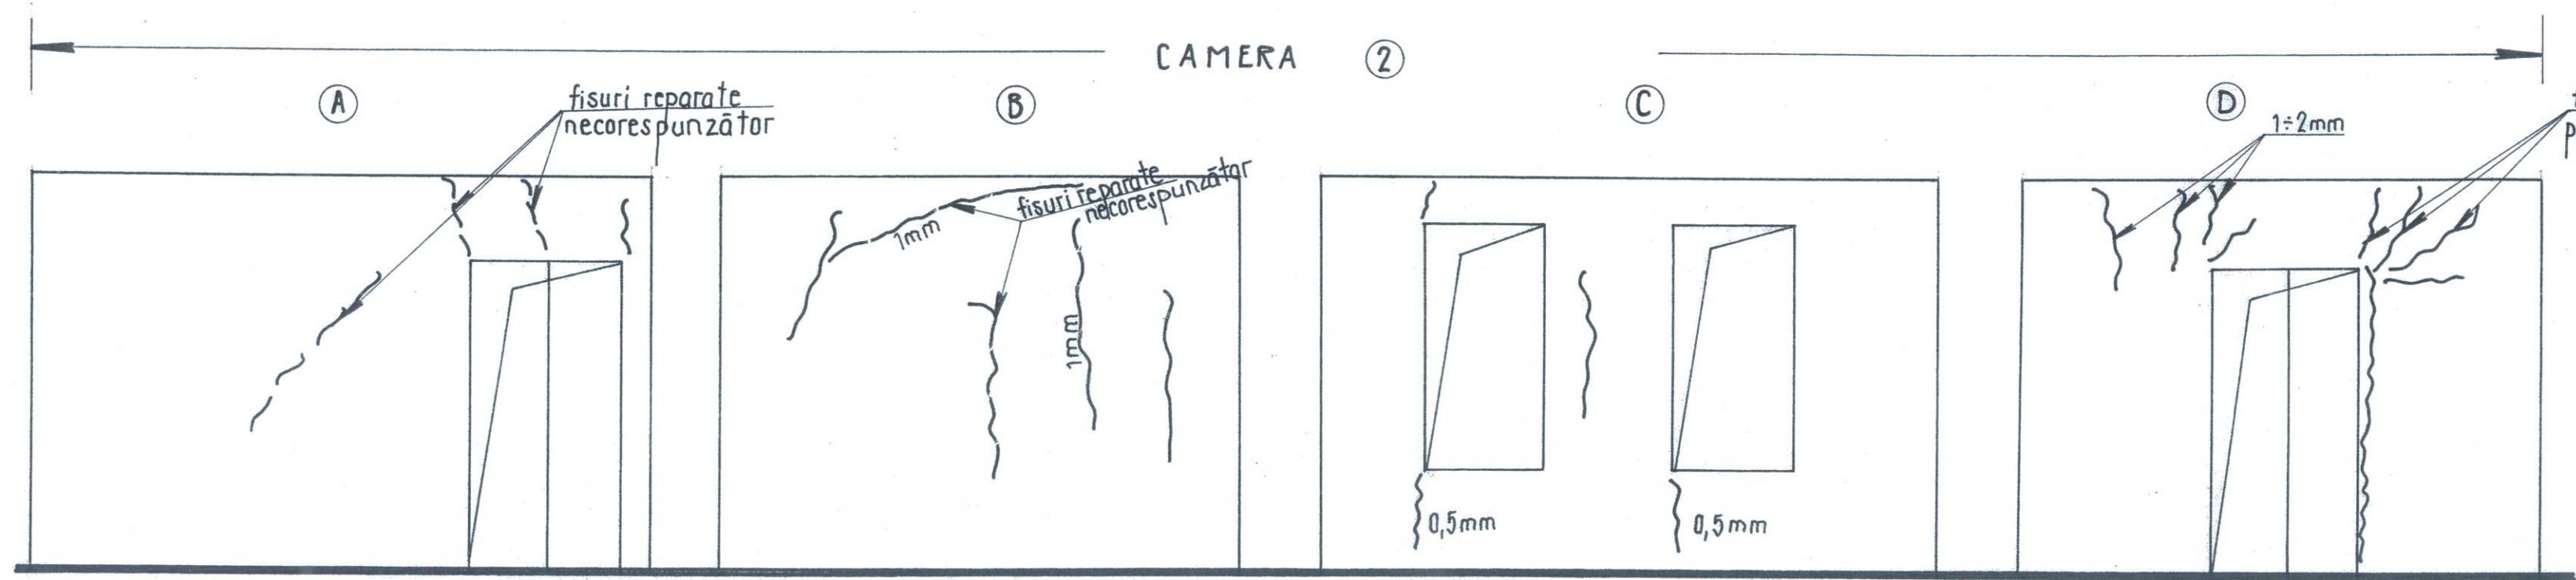 CAMERA 2
A
fisuri reparate
necorespunzător
B
fisuri reparate
necorespunzător
1mm
1mm
C
0,5mm
0,5mm
D
1÷2mm